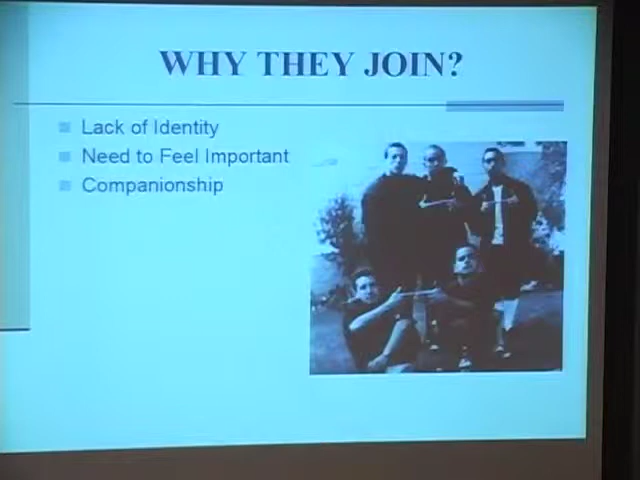 WHY THEY JOIN?
Lack of Identity
Need to Feel Important
Companionship